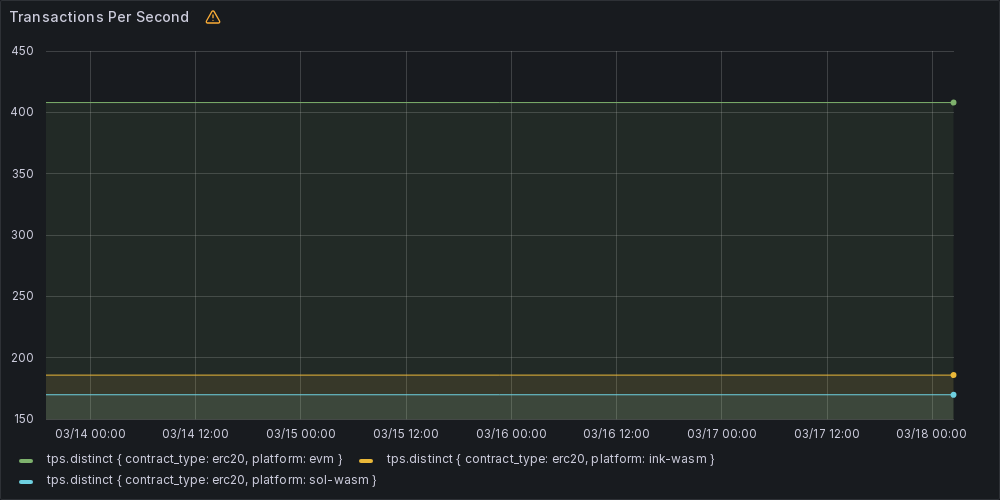 Transactions Per Second
450
400
350
300
250
200
150
03/14 00:00 03/14 12:00 03/15 00:00 03/15 12:00 03/16 00:00 03/16 12:00 03/17 00:00 03/17 12:00 03/18 00:00
tps.distinct { contract_type: erc20, platform: evm } tps.distinct { contract_type: erc20, platform: ink-wasm }
tps.distinct { contract_type: erc20, platform: sol-wasm }